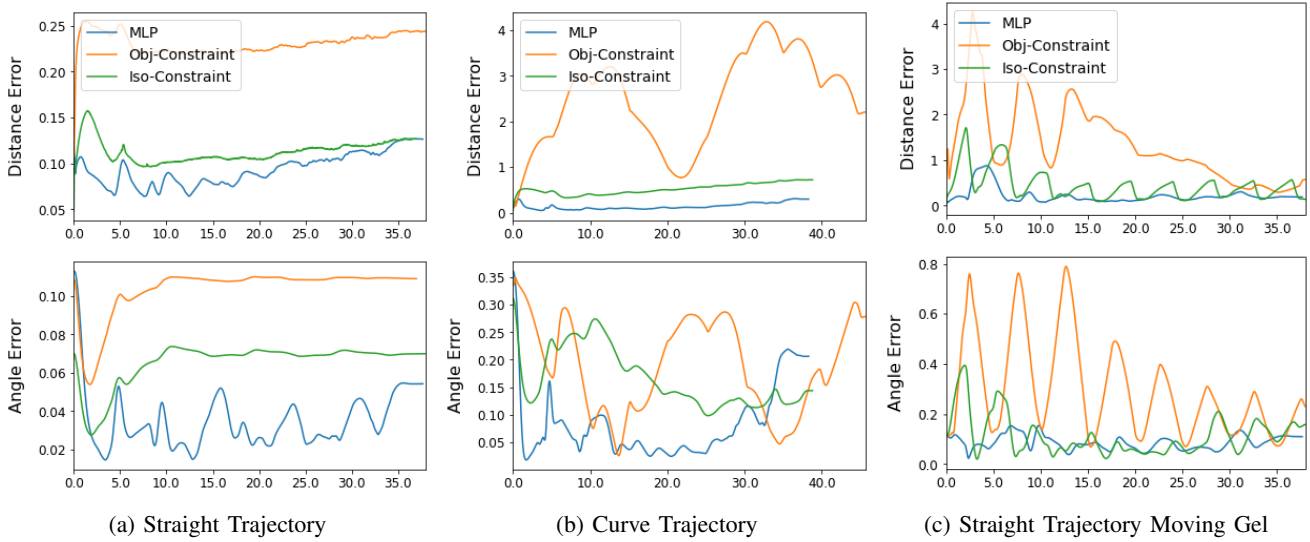 MLP
Obj-Constraint
Iso-Constraint
Distance Error
0.25
0.20
0.15
0.10
0.05
0.0 5.0 10.0 15.0 20.0 25.0 30.0 35.0
MLP
Obj-Constraint
Iso-Constraint
Distance Error
4
3
2
1
0
0.0 10.0 20.0 30.0 40.0
MLP
Obj-Constraint
Iso-Constraint
Distance Error
4
3
2
1
0
0.0 5.0 10.0 15.0 20.0 25.0 30.0 35.0
Angle Error
0.10
0.08
0.06
0.04
0.02
0.0 5.0 10.0 15.0 20.0 25.0 30.0 35.0
Angle Error
0.35
0.30
0.25
0.20
0.15
0.10
0.05
0.0 10.0 20.0 30.0 40.0
Angle Error
0.8
0.6
0.4
0.2
0.0
0.0 5.0 10.0 15.0 20.0 25.0 30.0 35.0
(a) Straight Trajectory
(b) Curve Trajectory
(c) Straight Trajectory Moving Gel